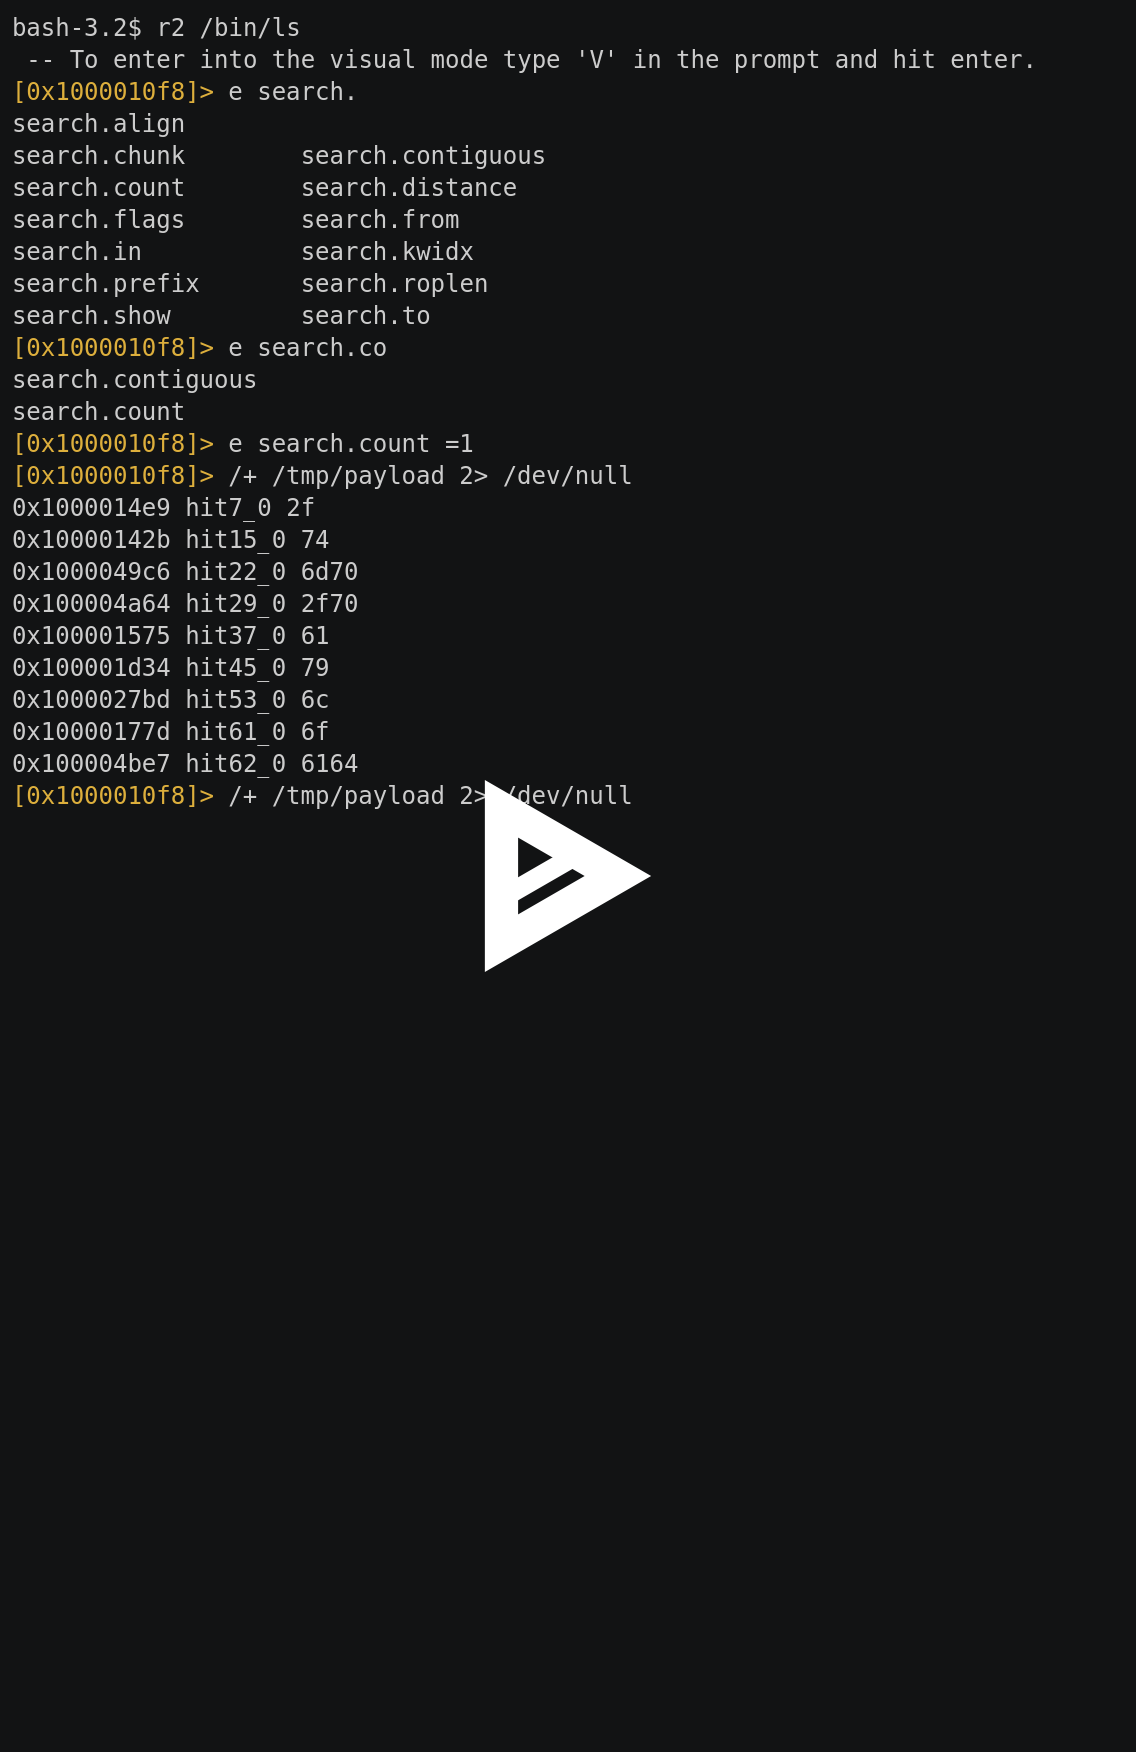 bash-3.2$ r2 /bin/ls
 -- To enter into the visual mode type 'V' in the prompt and hit enter.
[0x1000010f8]> e search.
search.align
search.chunk        search.contiguous
search.count        search.distance
search.flags        search.from
search.in           search.kwidx
search.prefix       search.roplen
search.show         search.to
[0x1000010f8]> e search.co
search.contiguous
search.count
[0x1000010f8]> e search.count =1
[0x1000010f8]> /+ /tmp/payload 2> /dev/null
0x1000014e9 hit7_0 2f
0x10000142b hit15_0 74
0x1000049c6 hit22_0 6d70
0x100004a64 hit29_0 2f70
0x100001575 hit37_0 61
0x100001d34 hit45_0 79
0x1000027bd hit53_0 6c
0x10000177d hit61_0 6f
0x100004be7 hit62_0 6164
[0x1000010f8]> /+ /tmp/payload 2> /dev/null